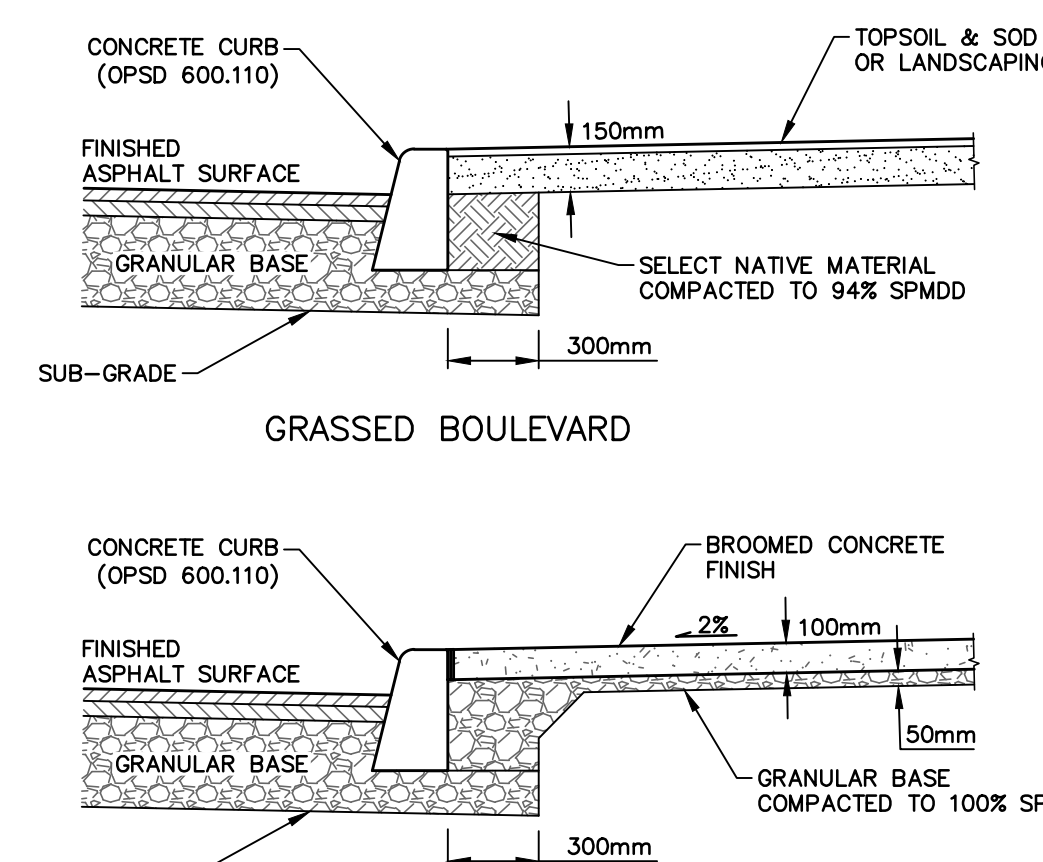 CONCRETE CURB
(OPSD 600.110)
TOPSOIL & SOD
OR LANDSCAPING
150mm
FINISHED
ASPHALT SURFACE
GRANULAR BASE
SELECT NATIVE MATERIAL
COMPACTED TO 94% SPMDD
300mm
SUB-GRADE
GRASSED BOULEVARD
CONCRETE CURB
(OPSD 600.110)
BROOMED CONCRETE
FINISH
2%
100mm
FINISHED
ASPHALT SURFACE
50mm
GRANULAR BASE
GRANULAR BASE
COMPACTED TO 100% SP
300mm